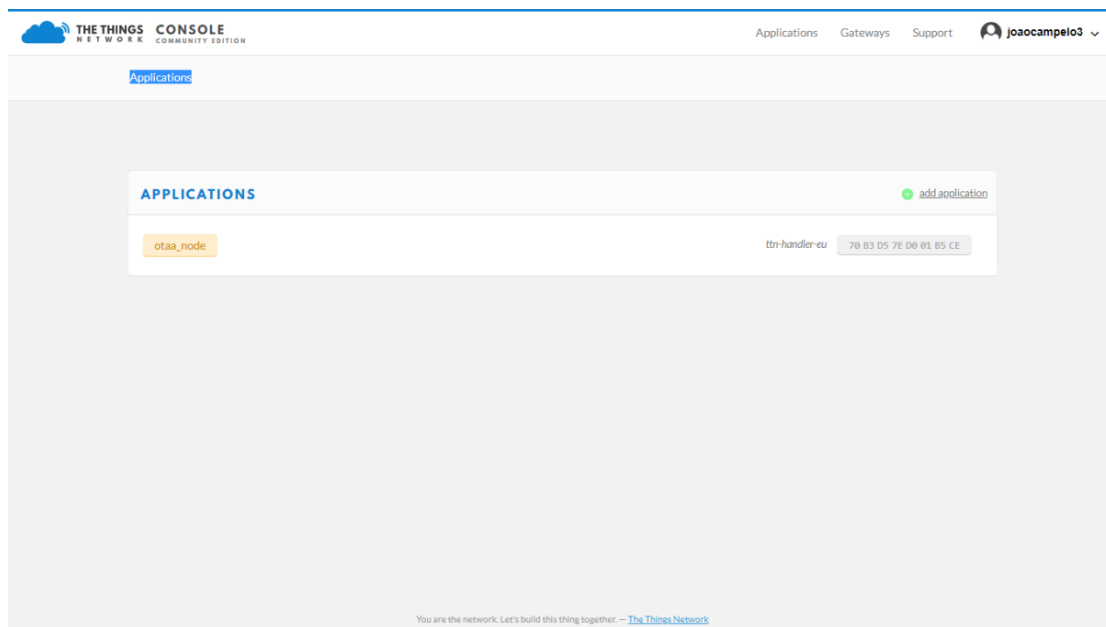 THE THINGS NETWORK CONSOLE COMMUNITY EDITION
Applications Gateways Support joaocampelo3
Applications
APPLICATIONS
add application
otaa_node
ttn-handler-eu 70 B3 D5 7E D0 01 B5 CE
You are the network. Let's build this thing together. — The Things Network